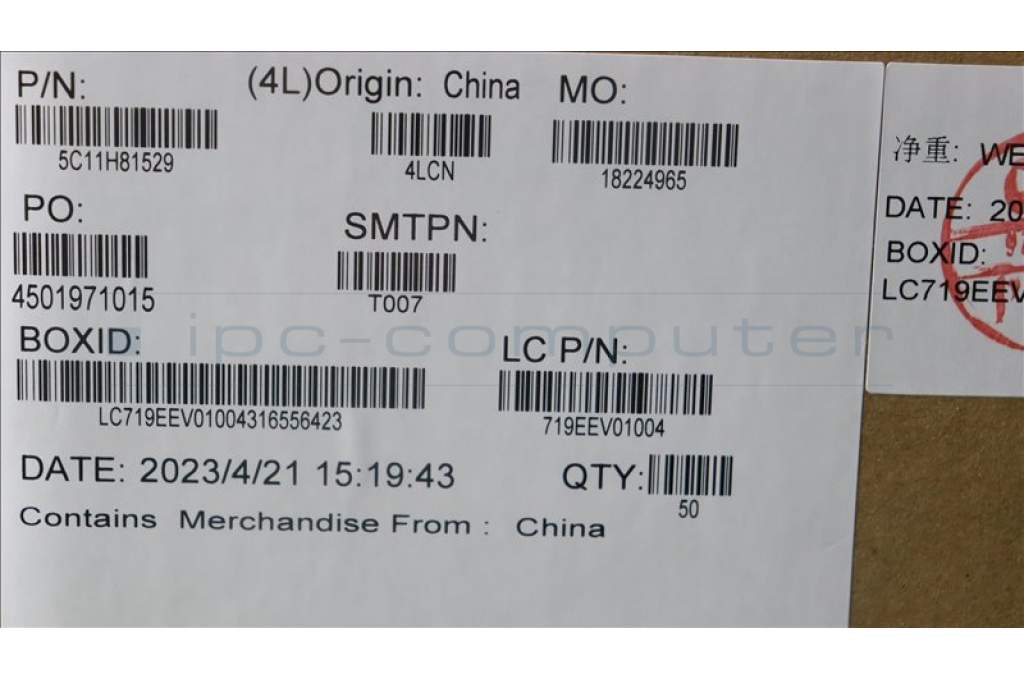 P/N: (4L)Origin: China MO:
5C11H81529 4LCN 18224965
PO: SMTPN:
4501971015 T007
BOXID: LC P/N:
LC719EEV01004316556423 719EEV01004
DATE: 2023/4/21 15:19:43 QTY:
50
Contains Merchandise From : China
ipc-computer
净重: WE
DATE: 20
BOXID:
LC719EEV